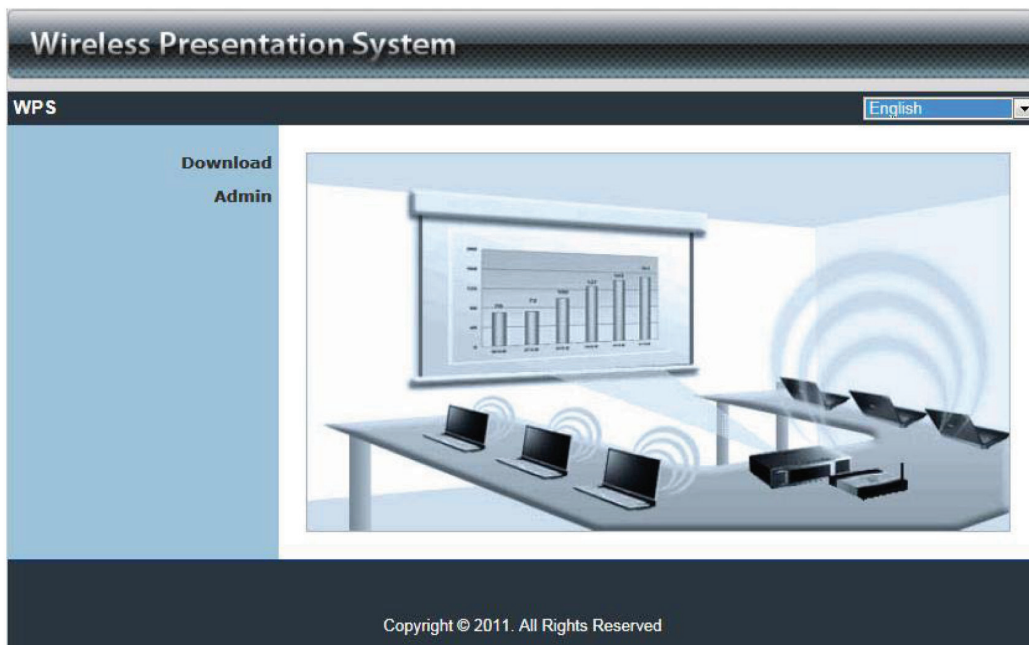 Wireless Presentation System
WPS
English
Download
Admin
Copyright © 2011. All Rights Reserved